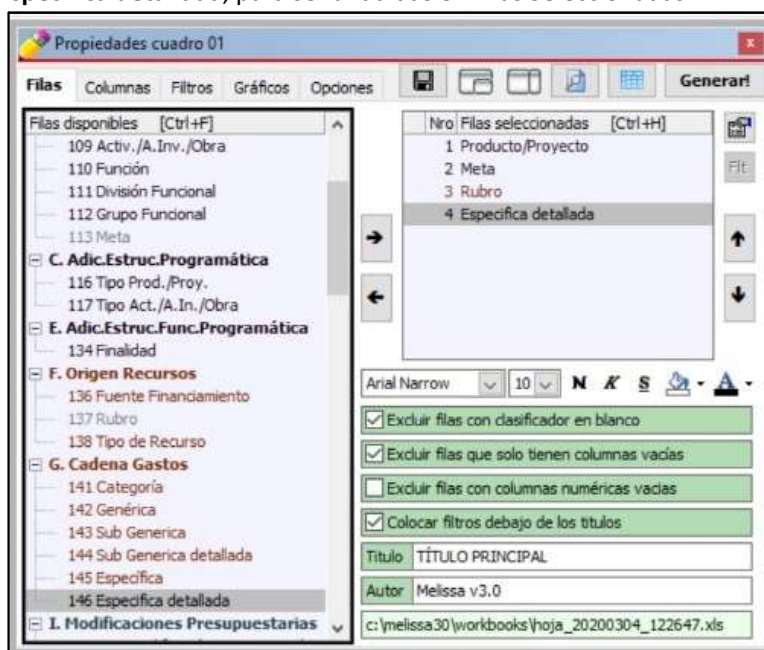 Propiedades cuadro 01
x
Filas Columnas Filtros Gráficos Opciones Generar!
Filas disponibles [Ctrl+F]
109 Activ./A.Inv./Obra
110 Función
111 División Funcional
112 Grupo Funcional
113 Meta
C. Adic.Estruc.Programática
116 Tipo Prod./Proy.
117 Tipo Act./A.In./Obra
E. Adic.Estruc.Func.Programática
134 Finalidad
F. Origen Recursos
136 Fuente Financiamiento
137 Rubro
138 Tipo de Recurso
G. Cadena Gastos
141 Categoría
142 Genérica
143 Sub Generica
144 Sub Generica detallada
145 Específica
146 Especifica detallada
I. Modificaciones Presupuestarias
Nro Filas seleccionadas [Ctrl+H]
1 Producto/Proyecto
2 Meta
3 Rubro
4 Especifica detallada
Flt
Arial Narrow 10 N K S A
Excluir filas con clasificador en blanco
Excluir filas que solo tienen columnas vacías
Excluir filas con columnas numéricas vacias
Colocar filtros debajo de los titulos
Titulo TÍTULO PRINCIPAL
Autor Melissa v3.0
c:\melissa30\workbooks\hoja_20200304_122647.xls